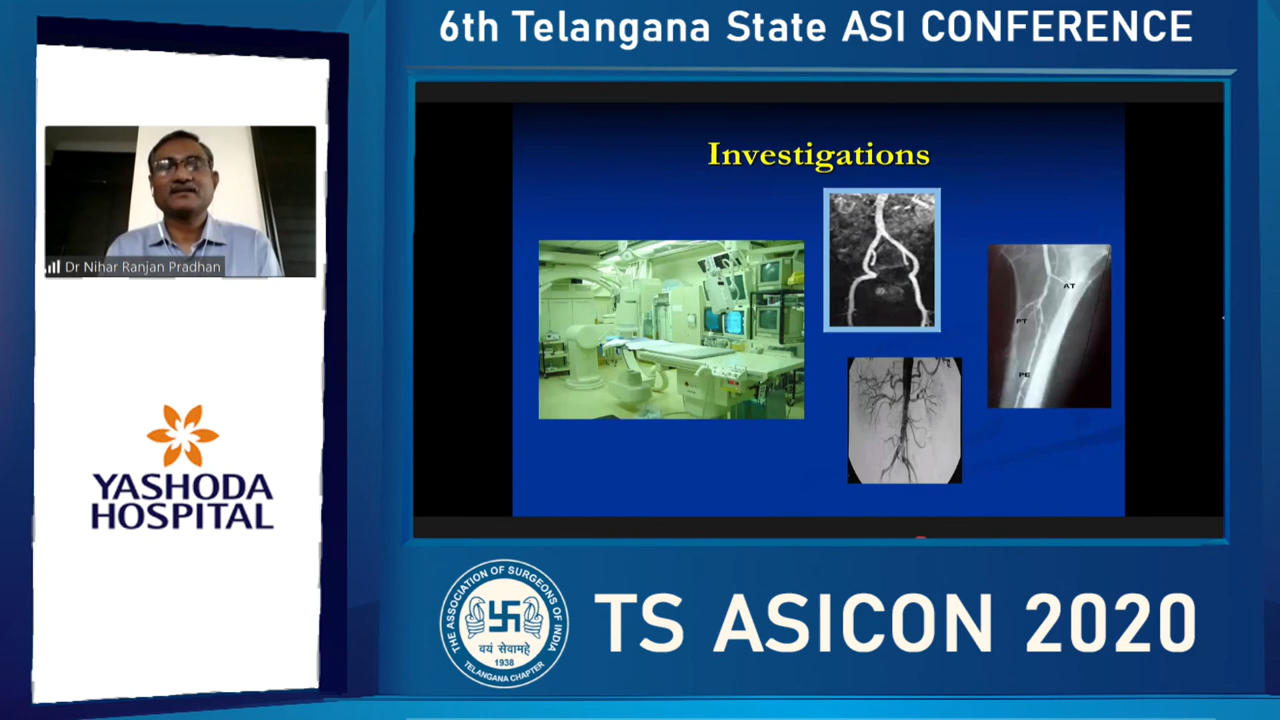 6th Telangana State ASI CONFERENCE
Dr Nihar Ranjan Pradhan
YASHODA
HOSPITAL
Investigations
AT
PT
PE
THE ASSOCIATION OF SURGEONS OF INDIA
वयं सेवामहे
1938
TELANGANA CHAPTER
TS ASICON 2020